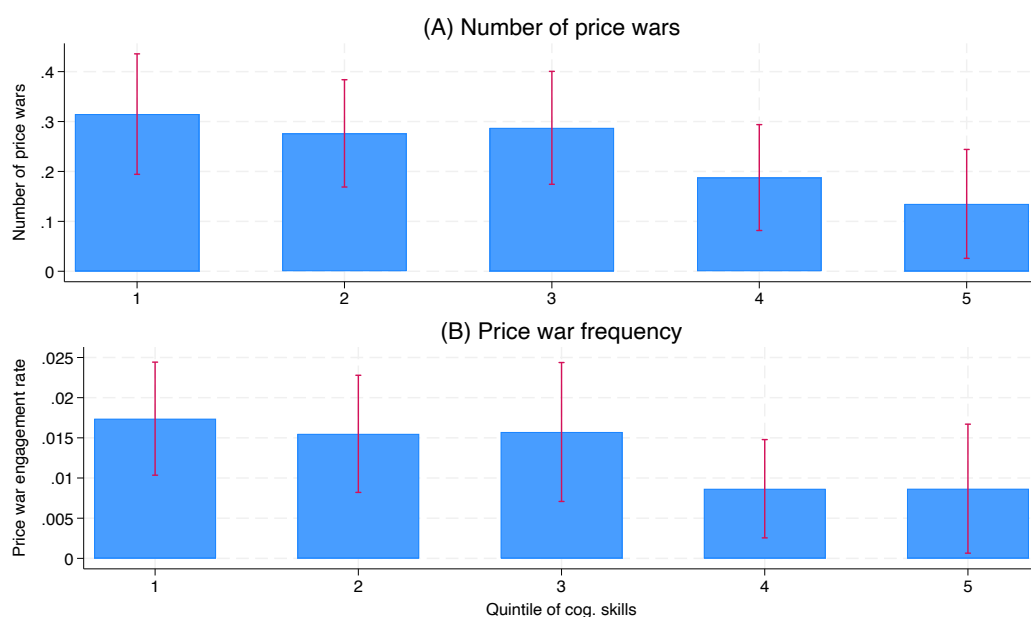 (A) Number of price wars
Number of price wars
.4
.3
.2
.1
0
1 2 3 4 5
(B) Price war frequency
Price war engagement rate
.025
.02
.015
.01
.005
0
1 2 3 4 5
Quintile of cog. skills